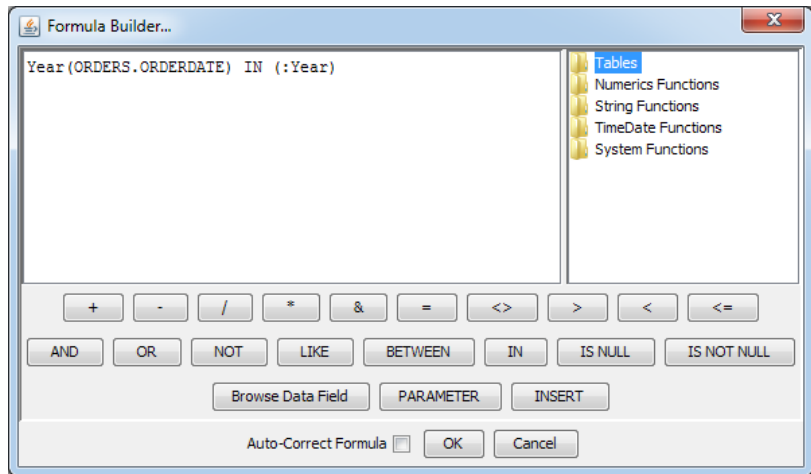 Formula Builder...
x
Year(ORDERS.ORDERDATE) IN (:Year)
Tables
Numerics Functions
String Functions
TimeDate Functions
System Functions
+ - / * & = <> > < <=
AND OR NOT LIKE BETWEEN IN IS NULL IS NOT NULL
Browse Data Field PARAMETER INSERT
Auto-Correct Formula OK Cancel